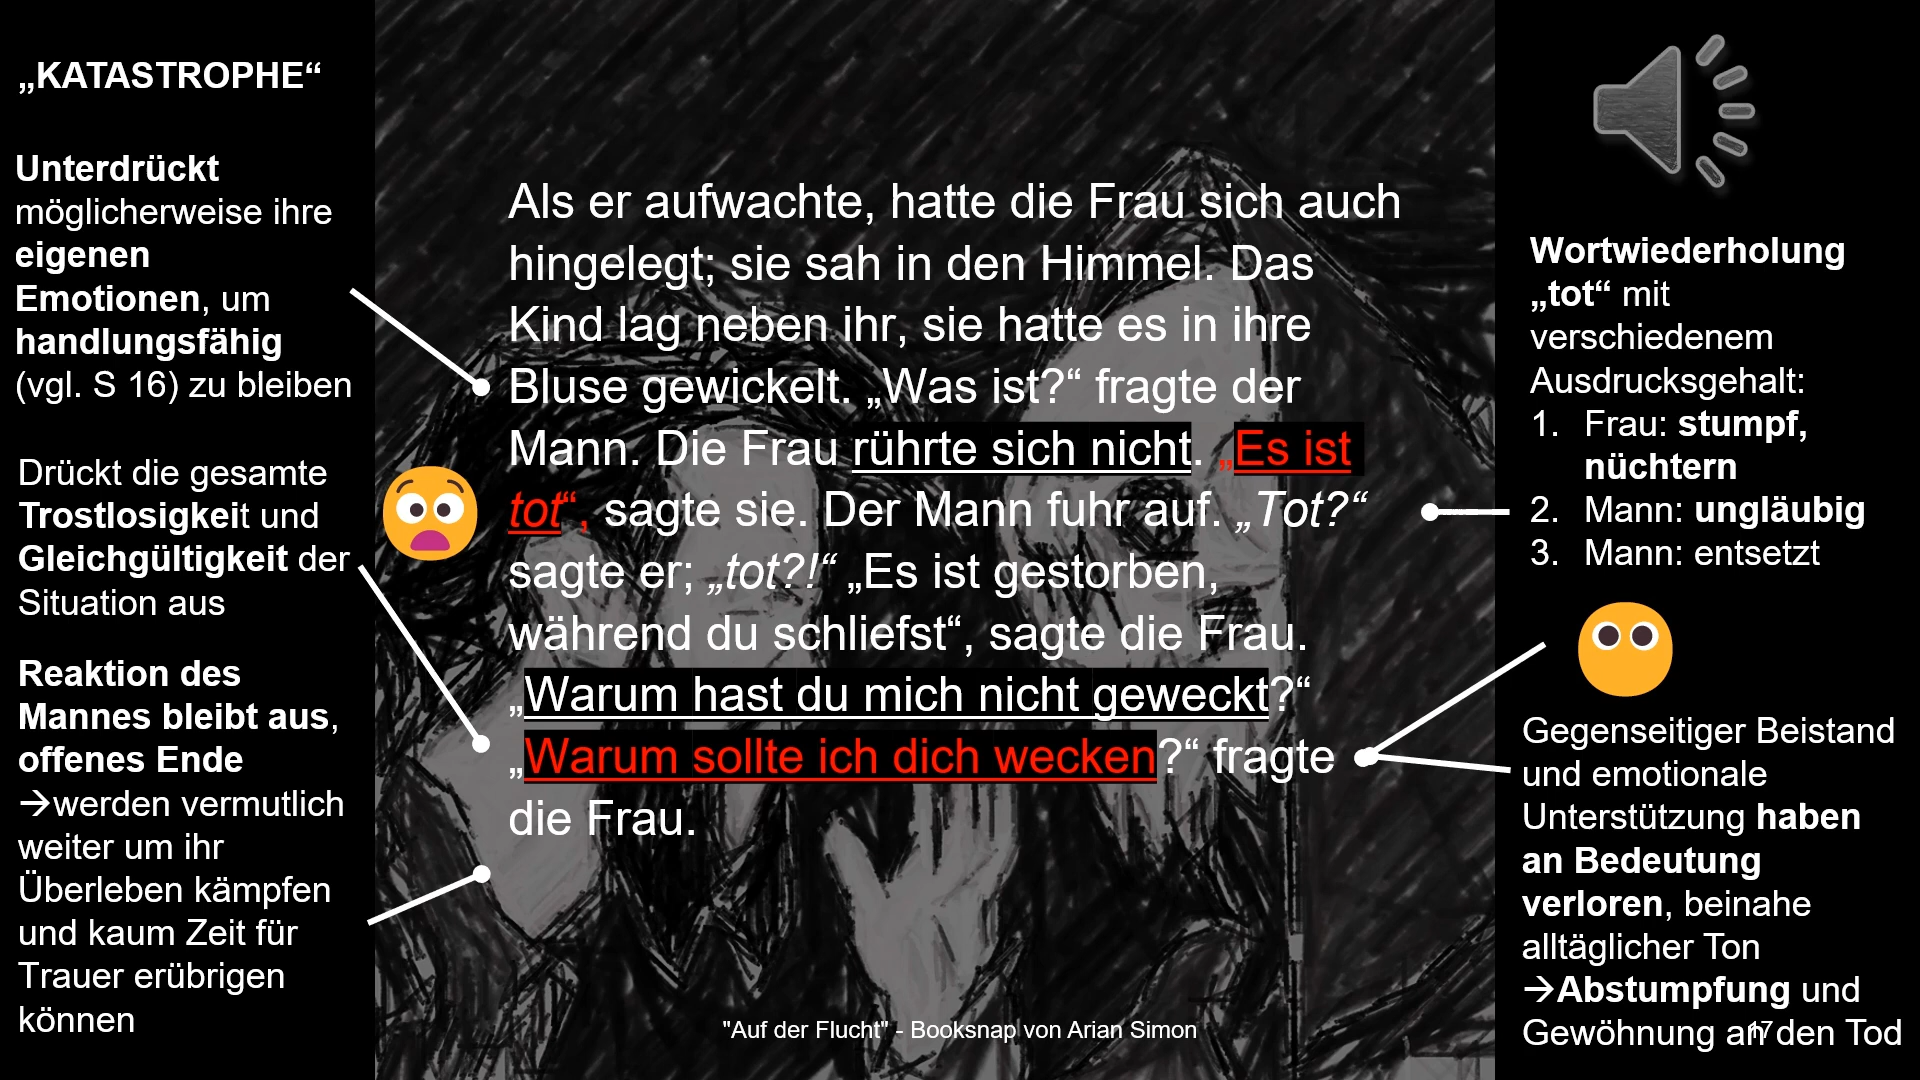 „KATASTROPHE“
Unterdrückt
möglicherweise ihre
eigenen
Emotionen, um
handlungsfähig
(vgl. S 16) zu bleiben
Drückt die gesamte
Trostlosigkeit und
Gleichgültigkeit der
Situation aus
Reaktion des
Mannes bleibt aus,
offenes Ende
→werden vermutlich
weiter um ihr
Überleben kämpfen
und kaum Zeit für
Trauer erübrigen
können
Als er aufwachte, hatte die Frau sich auch
hingelegt; sie sah in den Himmel. Das
Kind lag neben ihr, sie hatte es in ihre
Bluse gewickelt. „Was ist?“ fragte der
Mann. Die Frau rührte sich nicht. „Es ist
tot“, sagte sie. Der Mann fuhr auf. „Tot?“
sagte er; „tot?!“ „Es ist gestorben,
während du schliefst“, sagte die Frau.
„Warum hast du mich nicht geweckt?“
„Warum sollte ich dich wecken?“ fragte
die Frau.
"Auf der Flucht" - Booksnap von Arian Simon
Wortwiederholung
„tot“ mit
verschiedenem
Ausdrucksgehalt:
1. Frau: stumpf,
nüchtern
2. Mann: ungläubig
3. Mann: entsetzt
Gegenseitiger Beistand
und emotionale
Unterstützung haben
an Bedeutung
verloren, beinahe
alltäglicher Ton
→Abstumpfung und
Gewöhnung an den Tod
17